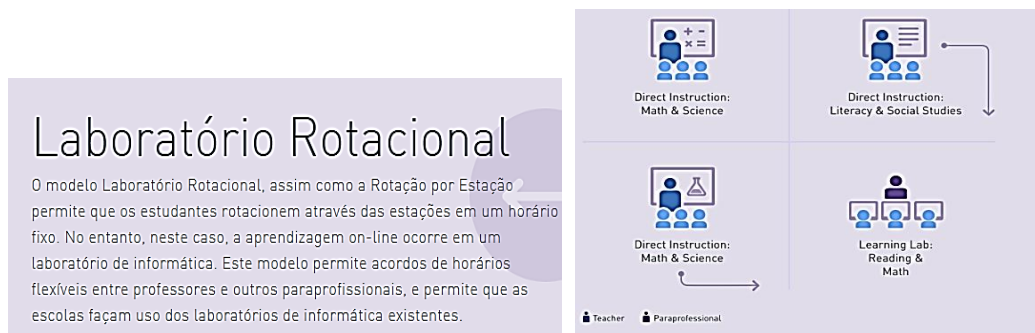 Laboratório Rotacional
O modelo Laboratório Rotacional, assim como a Rotação por Estação
permite que os estudantes rotacionem através das estações em um horário
fixo. No entanto, neste caso, a aprendizagem on-line ocorre em um
laboratório de informática. Este modelo permite acordos de horários
flexíveis entre professores e outros paraprofissionais, e permite que as
escolas façam uso dos laboratórios de informática existentes.
+ -
× =
Direct Instruction:
Math & Science
Direct Instruction:
Literacy & Social Studies
Direct Instruction:
Math & Science
Learning Lab:
Reading &
Math
Teacher
Paraprofessional